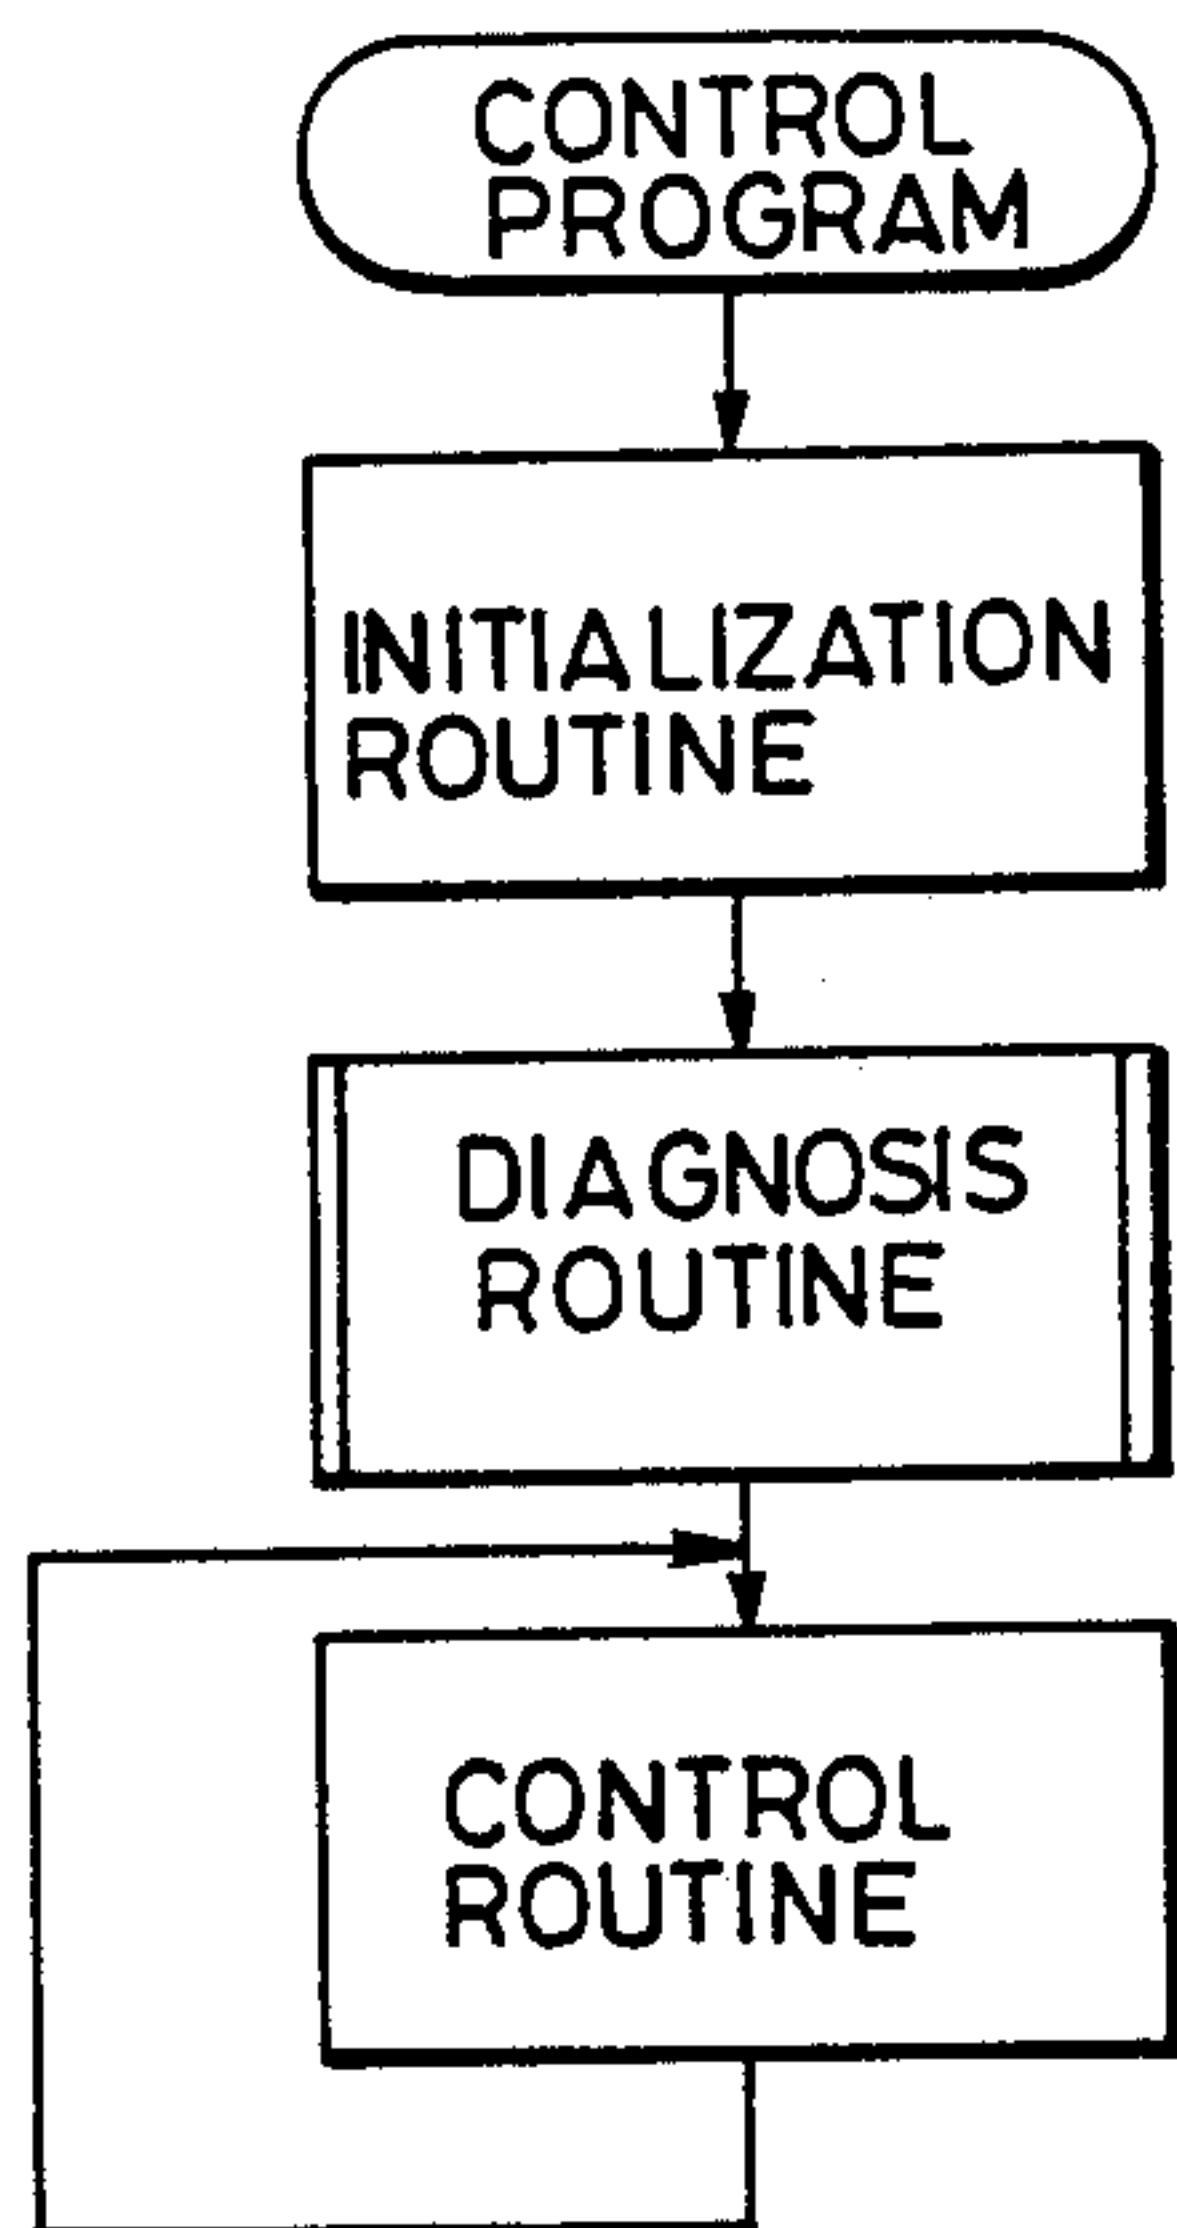 CONTROL
PROGRAM
INITIALIZATION
ROUTINE
DIAGNOSIS
ROUTINE
CONTROL
ROUTINE